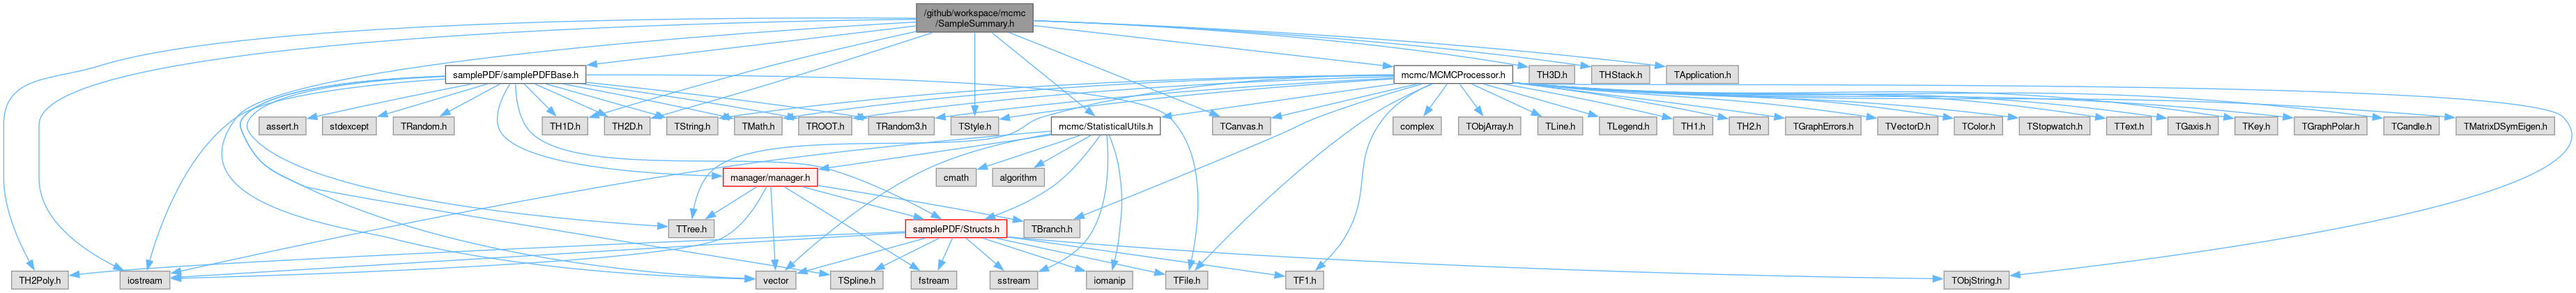 /github/workspace/mcmc
/SampleSummary.h
samplePDF/samplePDFBase.h
mcmc/MCMCProcessor.h
TH3D.h
THStack.h
TApplication.h
assert.h
stdexcept
TRandom.h
TH1D.h
TH2D.h
TString.h
TMath.h
TROOT.h
TRandom3.h
TStyle.h
mcmc/StatisticalUtils.h
TCanvas.h
complex
TObjArray.h
TLine.h
TLegend.h
TH1.h
TH2.h
TGraphErrors.h
TVectorD.h
TColor.h
TStopwatch.h
TText.h
TGaxis.h
TKey.h
TGraphPolar.h
TCandle.h
TMatrixDSymEigen.h
manager/manager.h
cmath
algorithm
TTree.h
samplePDF/Structs.h
TBranch.h
TH2Poly.h
iostream
vector
TSpline.h
fstream
sstream
iomanip
TFile.h
TF1.h
TObjString.h